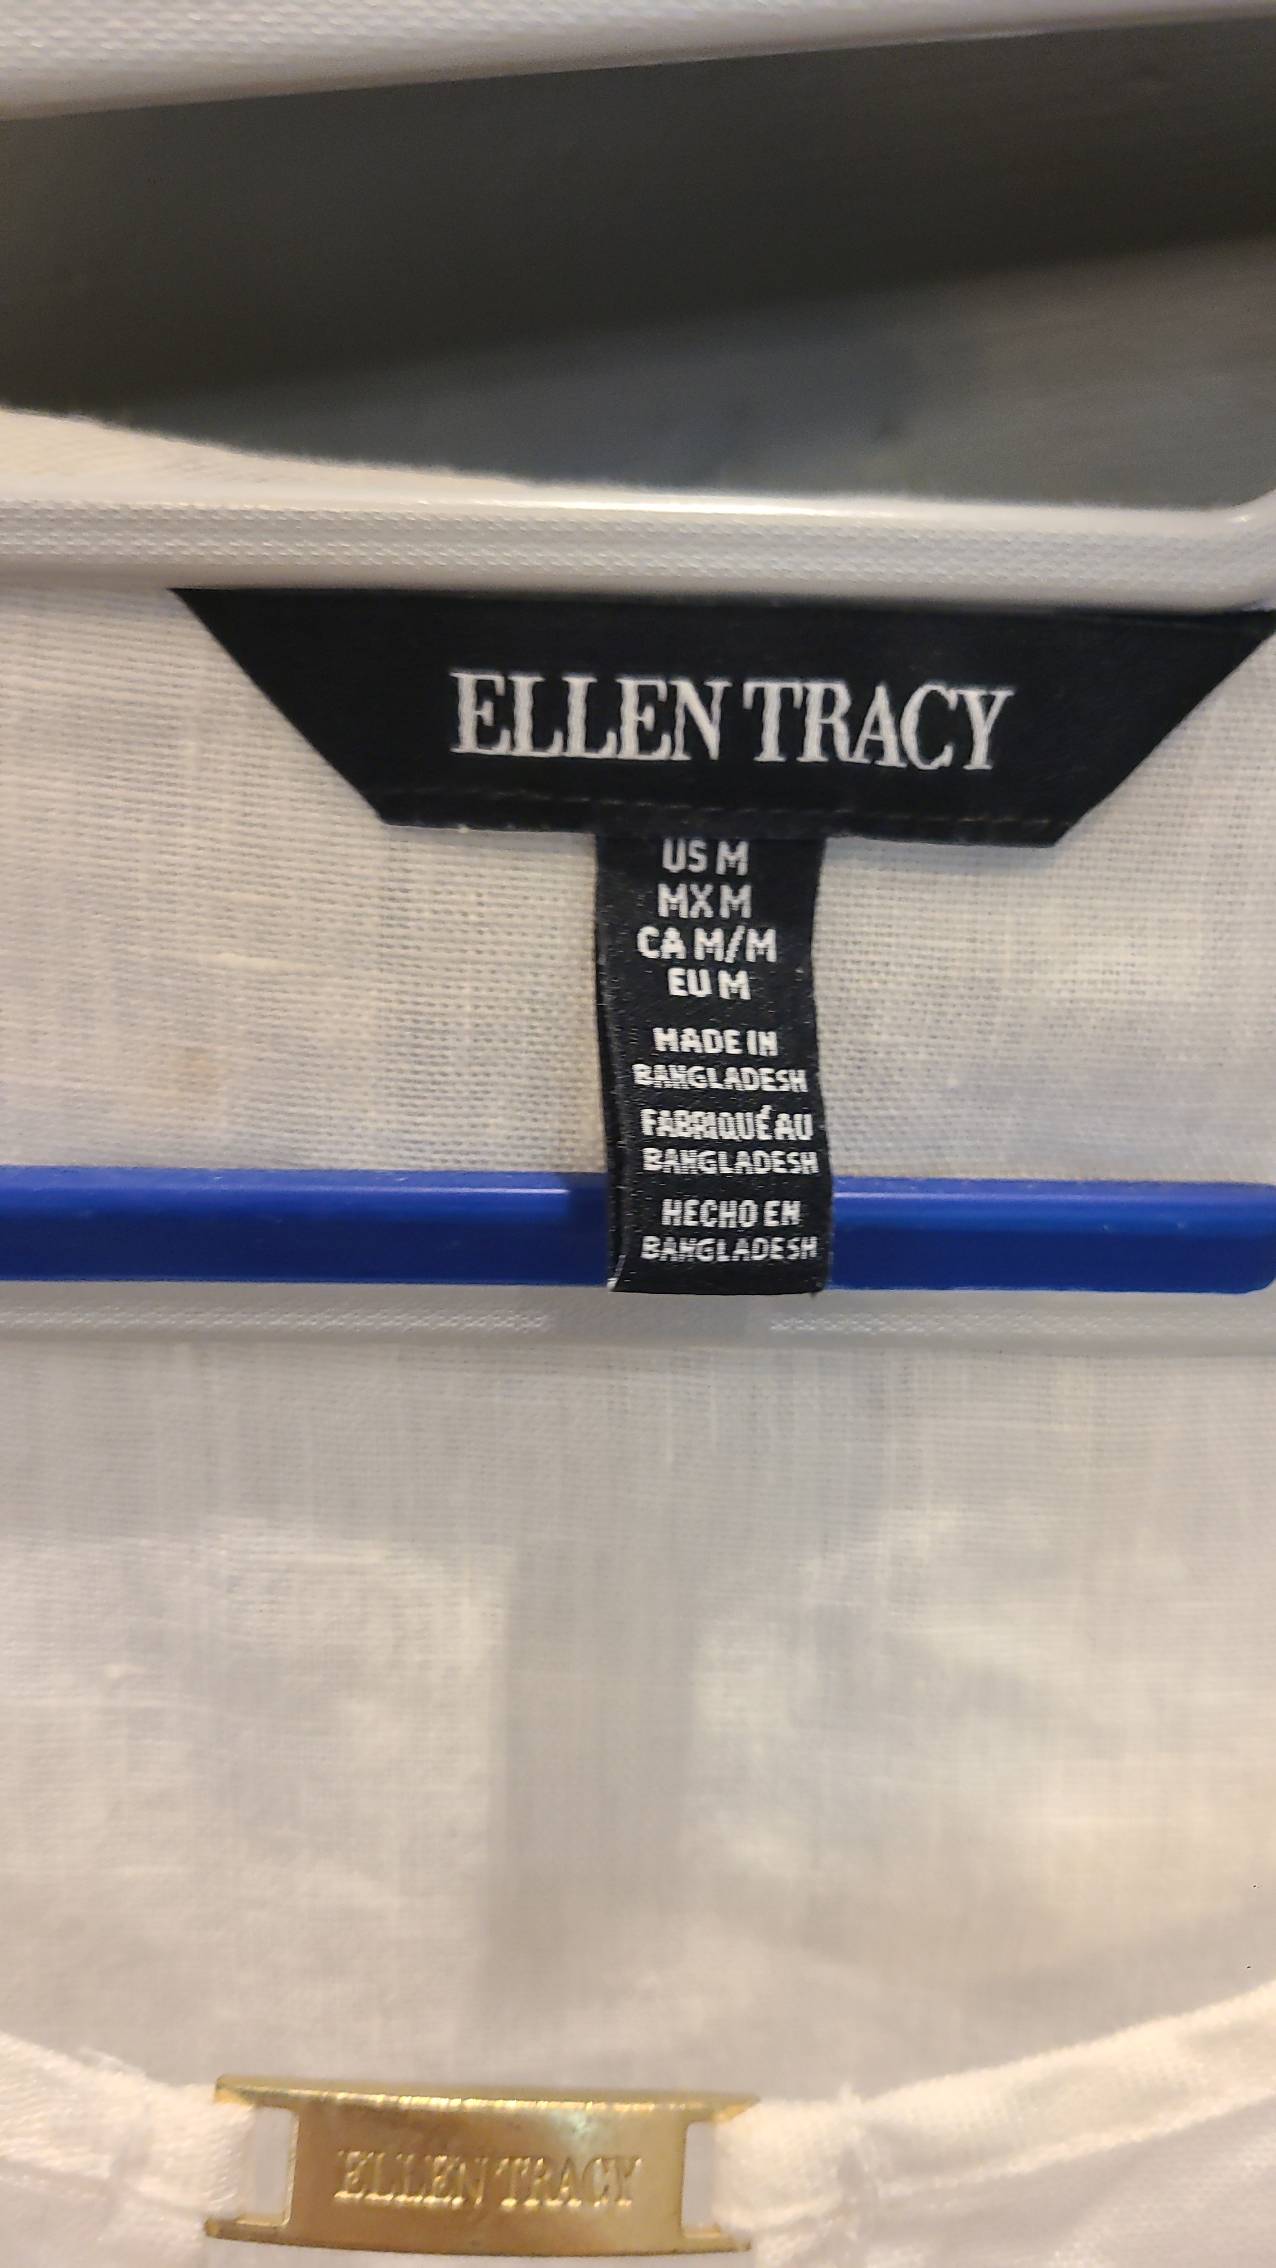 ELLEN TRACY
US M
MX M
CA M/M
EU M
MADE IN
BANGLADESH
FABRIQUÉ AU
BANGLADESH
HECHO EN
BANGLADESH
ELLEN TRACY